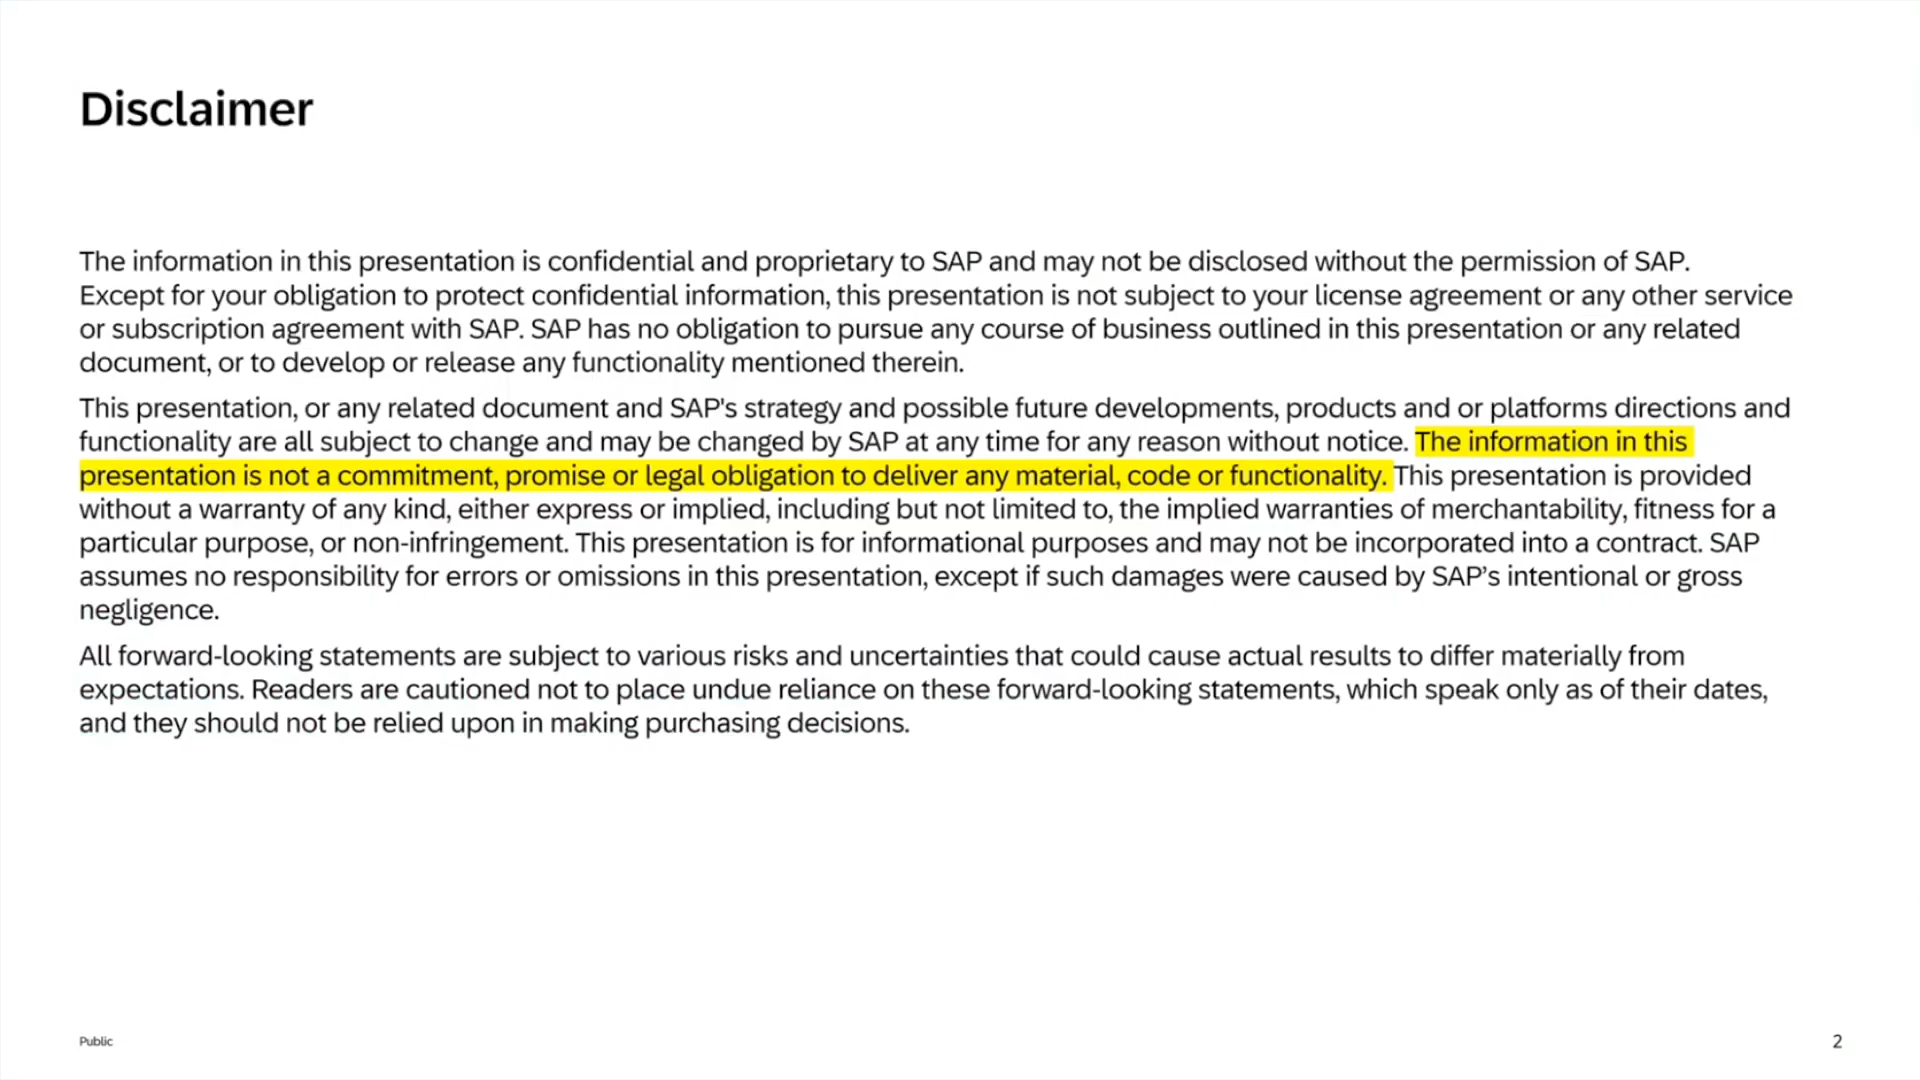 Disclaimer
The information in this presentation is confidential and proprietary to SAP and may not be disclosed without the permission of SAP.
Except for your obligation to protect confidential information, this presentation is not subject to your license agreement or any other service
or subscription agreement with SAP. SAP has no obligation to pursue any course of business outlined in this presentation or any related
document, or to develop or release any functionality mentioned therein.
This presentation, or any related document and SAP's strategy and possible future developments, products and or platforms directions and
functionality are all subject to change and may be changed by SAP at any time for any reason without notice. The information in this
presentation is not a commitment, promise or legal obligation to deliver any material, code or functionality. This presentation is provided
without a warranty of any kind, either express or implied, including but not limited to, the implied warranties of merchantability, fitness for a
particular purpose, or non-infringement. This presentation is for informational purposes and may not be incorporated into a contract. SAP
assumes no responsibility for errors or omissions in this presentation, except if such damages were caused by SAP’s intentional or gross
negligence.
All forward-looking statements are subject to various risks and uncertainties that could cause actual results to differ materially from
expectations. Readers are cautioned not to place undue reliance on these forward-looking statements, which speak only as of their dates,
and they should not be relied upon in making purchasing decisions.
Public
2